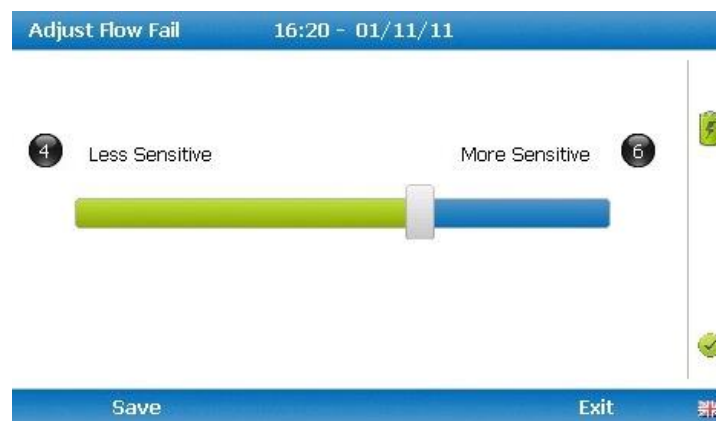 Adjust Flow Fail 16:20 - 01/11/11
4 Less Sensitive More Sensitive 6
Save Exit